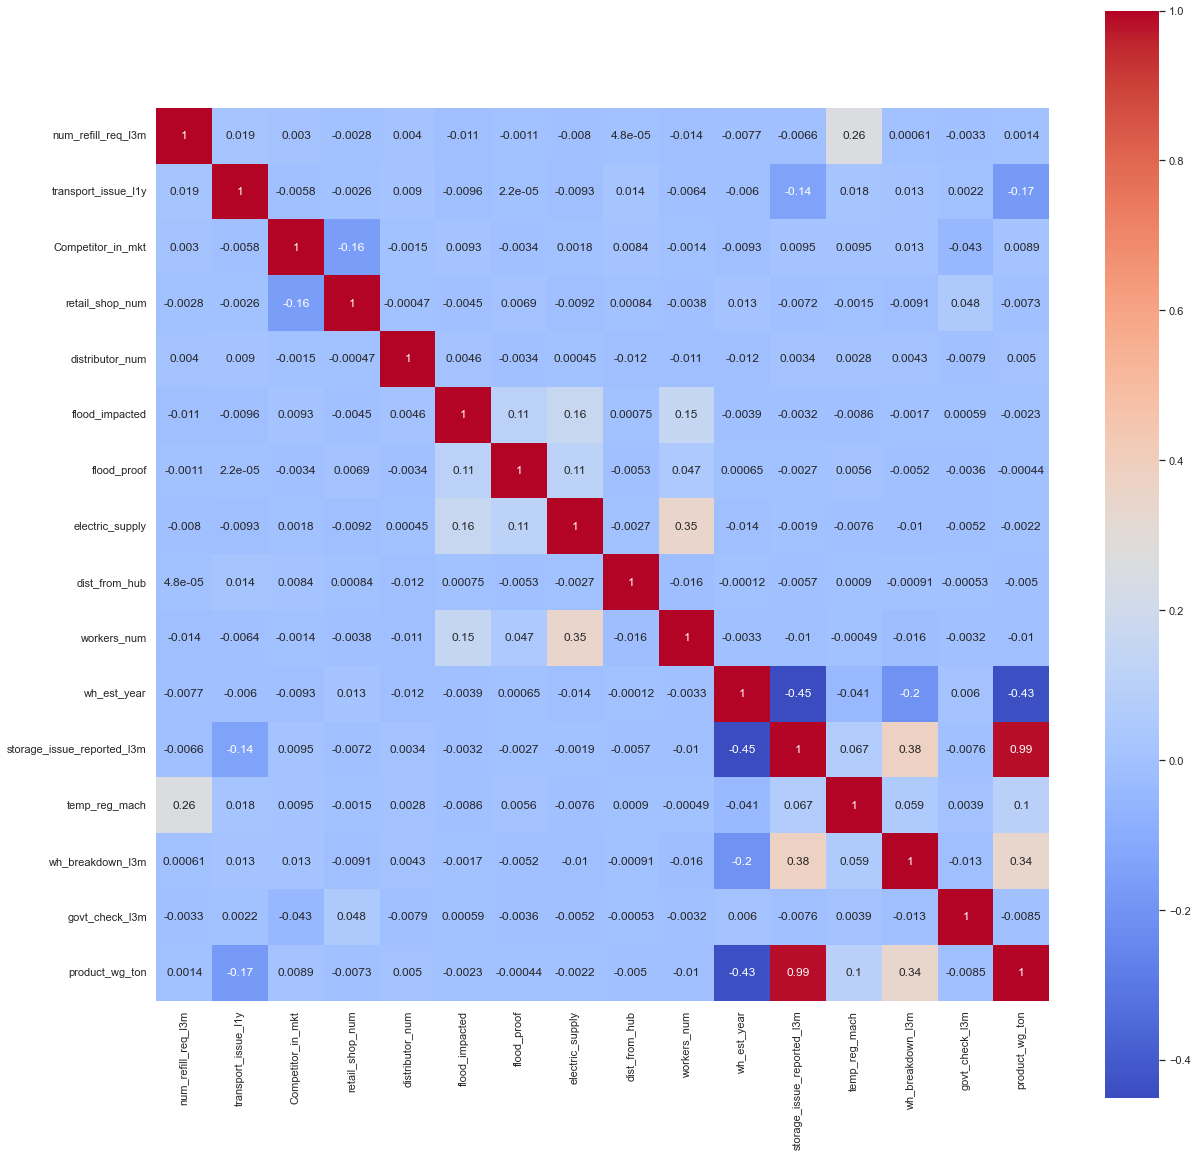 1.0
num_refill_req_l3m 1 0.019 0.003 -0.0028 0.004 -0.011 -0.0011 -0.008 4.8e-05 -0.014 -0.0077 -0.0066 0.26 0.00061 -0.0033 0.0014
0.8
transport_issue_l1y 0.019 1 -0.0058 -0.0026 0.009 -0.0096 2.2e-05 -0.0093 0.014 -0.0064 -0.006 -0.14 0.018 0.013 0.0022 -0.17
Competitor_in_mkt 0.003 -0.0058 1 -0.16 -0.0015 0.0093 -0.0034 0.0018 0.0084 -0.0014 -0.0093 0.0095 0.0095 0.013 -0.043 0.0089
retail_shop_num -0.0028 -0.0026 -0.16 1 -0.00047 -0.0045 0.0069 -0.0092 0.00084 -0.0038 0.013 -0.0072 -0.0015 -0.0091 0.048 -0.0073
0.6
distributor_num 0.004 0.009 -0.0015 -0.00047 1 0.0046 -0.0034 0.00045 -0.012 -0.011 -0.012 0.0034 0.0028 0.0043 -0.0079 0.005
flood_impacted -0.011 -0.0096 0.0093 -0.0045 0.0046 1 0.11 0.16 0.00075 0.15 -0.0039 -0.0032 -0.0086 -0.0017 0.00059 -0.0023
0.4
flood_proof -0.0011 2.2e-05 -0.0034 0.0069 -0.0034 0.11 1 0.11 -0.0053 0.047 0.00065 -0.0027 0.0056 -0.0052 -0.0036 -0.00044
electric_supply -0.008 -0.0093 0.0018 -0.0092 0.00045 0.16 0.11 1 -0.0027 0.35 -0.014 -0.0019 -0.0076 -0.01 -0.0052 -0.0022
dist_from_hub 4.8e-05 0.014 0.0084 0.00084 -0.012 0.00075 -0.0053 -0.0027 1 -0.016 -0.00012 -0.0057 0.0009 -0.00091 -0.00053 -0.005
0.2
workers_num -0.014 -0.0064 -0.0014 -0.0038 -0.011 0.15 0.047 0.35 -0.016 1 -0.0033 -0.01 -0.00049 -0.016 -0.0032 -0.01
wh_est_year -0.0077 -0.006 -0.0093 0.013 -0.012 -0.0039 0.00065 -0.014 -0.00012 -0.0033 1 -0.45 -0.041 -0.2 0.006 -0.43
storage_issue_reported_l3m -0.0066 -0.14 0.0095 -0.0072 0.0034 -0.0032 -0.0027 -0.0019 -0.0057 -0.01 -0.45 1 0.067 0.38 -0.0076 0.99
0.0
temp_reg_mach 0.26 0.018 0.0095 -0.0015 0.0028 -0.0086 0.0056 -0.0076 0.0009 -0.00049 -0.041 0.067 1 0.059 0.0039 0.1
wh_breakdown_l3m 0.00061 0.013 0.013 -0.0091 0.0043 -0.0017 -0.0052 -0.01 -0.00091 -0.016 -0.2 0.38 0.059 1 -0.013 0.34
govt_check_l3m -0.0033 0.0022 -0.043 0.048 -0.0079 0.00059 -0.0036 -0.0052 -0.00053 -0.0032 0.006 -0.0076 0.0039 -0.013 1 -0.0085
−0.2
product_wg_ton 0.0014 -0.17 0.0089 -0.0073 0.005 -0.0023 -0.00044 -0.0022 -0.005 -0.01 -0.43 0.99 0.1 0.34 -0.0085 1
−0.4
num_refill_req_l3m
transport_issue_l1y
Competitor_in_mkt
retail_shop_num
distributor_num
flood_impacted
flood_proof
electric_supply
dist_from_hub
workers_num
wh_est_year
storage_issue_reported_l3m
temp_reg_mach
wh_breakdown_l3m
govt_check_l3m
product_wg_ton